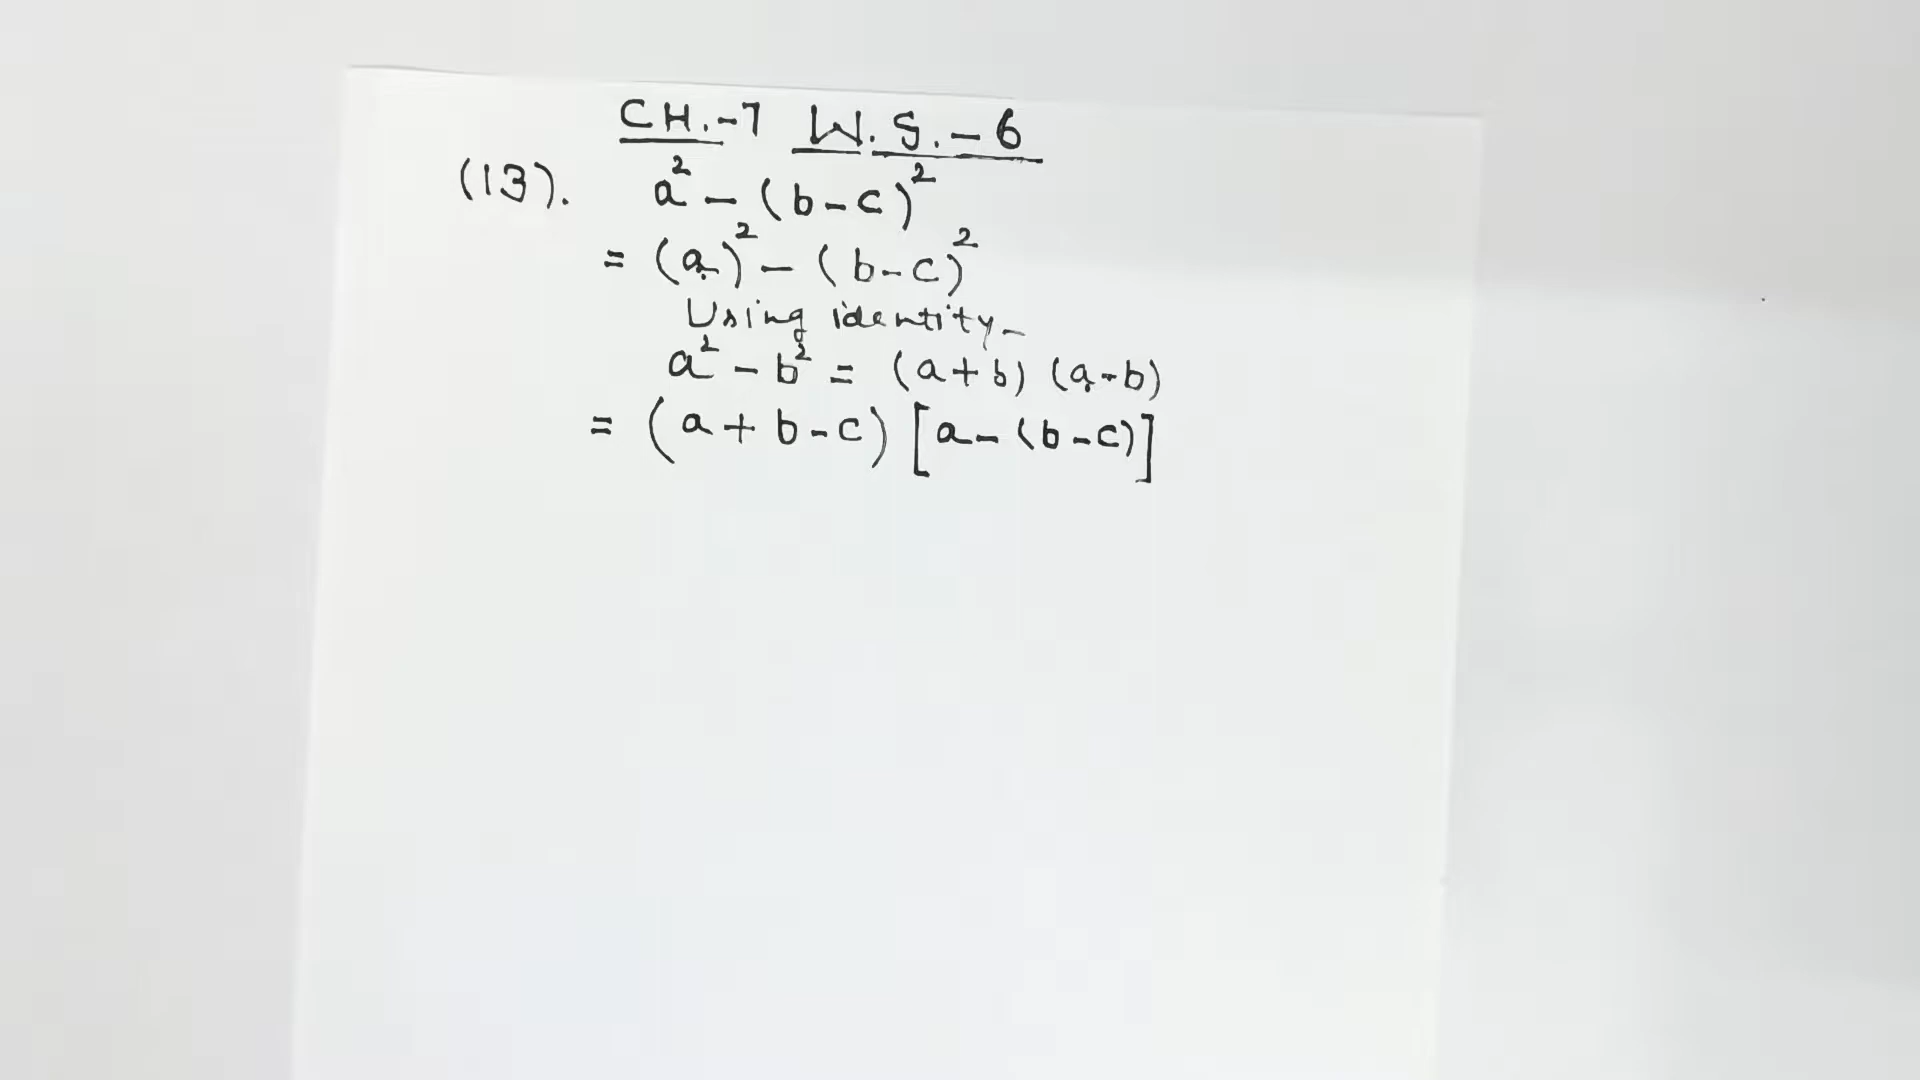 CH.-7 W.S.-6
(13). a² - (b-c)²
= (a)² - (b-c)²
Using identity-
a² - b² = (a+b) (a-b)
= (a+b-c) [a-(b-c)]